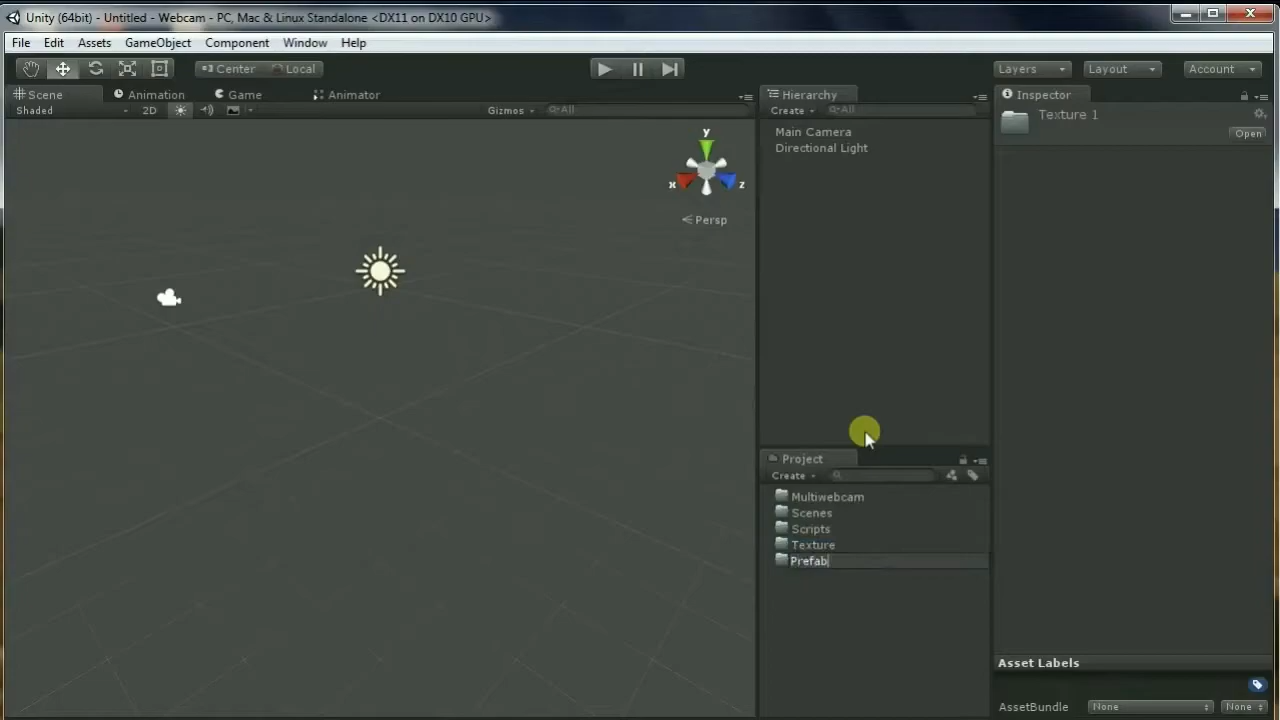 Unity (64bit) - Untitled - Webcam - PC, Mac & Linux Standalone <DX11 on DX10 GPU>
File Edit Assets GameObject Component Window Help
Center Local Layers Layout Account
Scene Animation Game Animator Hierarchy Inspector
Shaded 2D Gizmos All Create All
Texture 1
Open
Main Camera
Directional Light
y
x z
Persp
Project
Create
Multiwebcam
Scenes
Scripts
Texture
Prefab
Asset Labels
AssetBundle None None